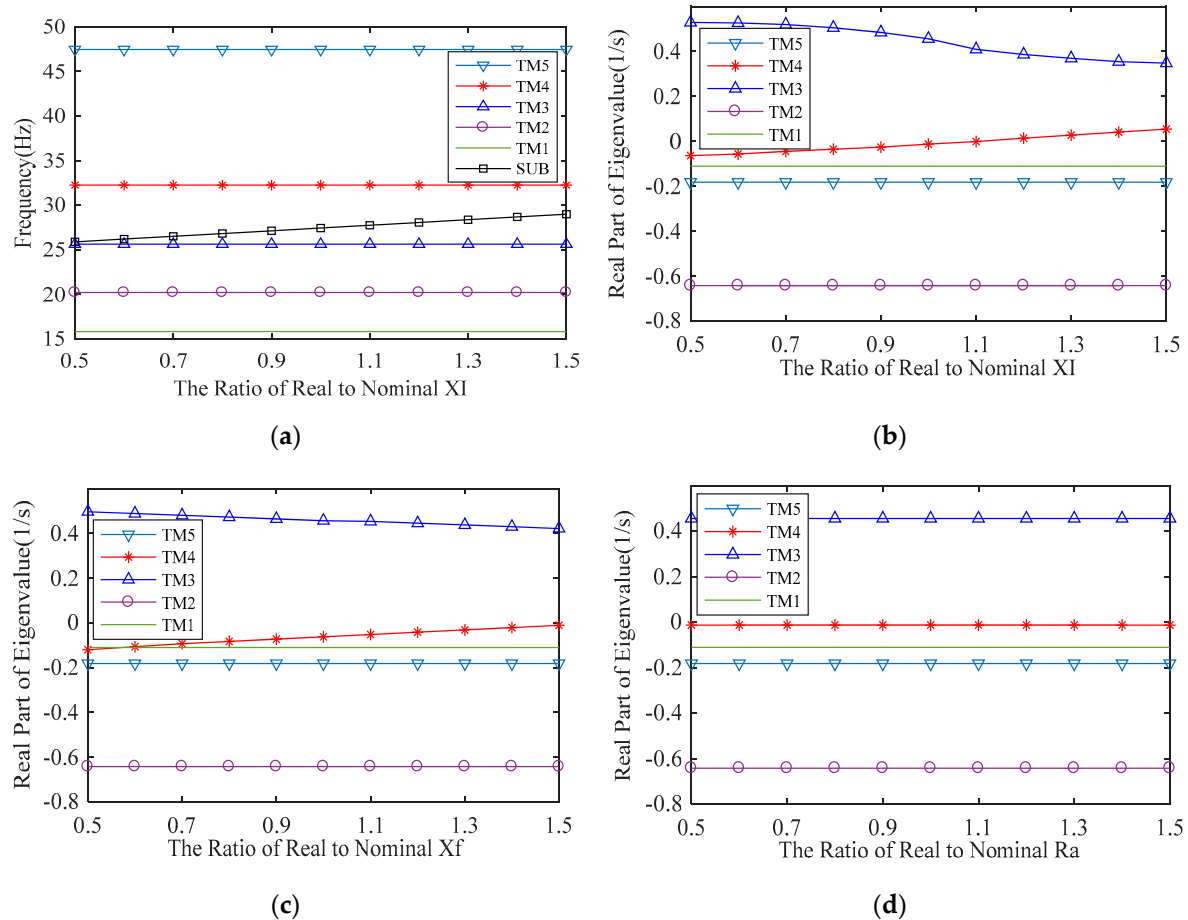 50
45
40
35
30
25
20
15
Frequency(Hz)
TM5
TM4
TM3
TM2
TM1
SUB
0.5 0.7 0.9 1.1 1.3 1.5
The Ratio of Real to Nominal XI
(a)
0.4
0.2
0
-0.2
-0.4
-0.6
-0.8
Real Part of Eigenvalue(1/s)
TM5
TM4
TM3
TM2
TM1
0.5 0.7 0.9 1.1 1.3 1.5
The Ratio of Real to Nominal XI
(b)
0.4
0.2
0
-0.2
-0.4
-0.6
-0.8
Real Part of Eigenvalue(1/s)
TM5
TM4
TM3
TM2
TM1
0.5 0.7 0.9 1.1 1.3 1.5
The Ratio of Real to Nominal Xf
(c)
0.4
0.2
0
-0.2
-0.4
-0.6
-0.8
Real Part of Eigenvalue(1/s)
TM5
TM4
TM3
TM2
TM1
0.5 0.7 0.9 1.1 1.3 1.5
The Ratio of Real to Nominal Ra
(d)